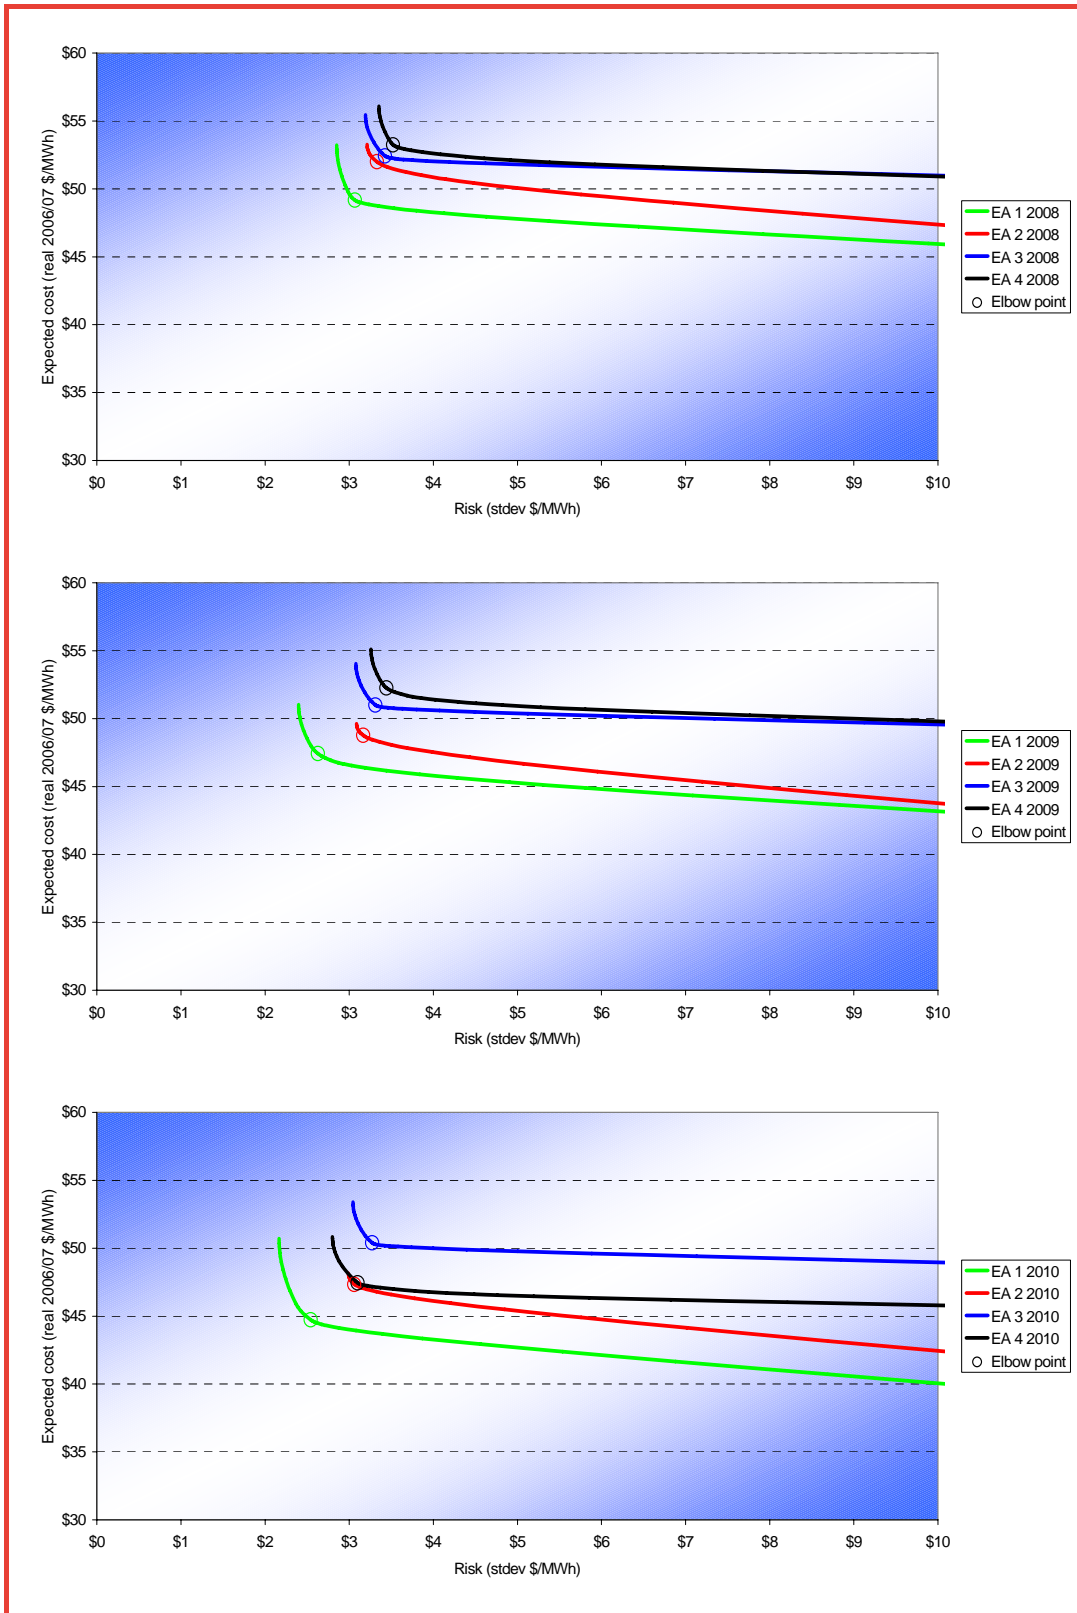 $60
$55
$50
$45
$40
$35
$30
Expected cost (real 2006/07 $/MWh)
$0 $1 $2 $3 $4 $5 $6 $7 $8 $9 $10
Risk (stdev $/MWh)
EA 1 2008
EA 2 2008
EA 3 2008
EA 4 2008
Elbow point
$60
$55
$50
$45
$40
$35
$30
Expected cost (real 2006/07 $/MWh)
$0 $1 $2 $3 $4 $5 $6 $7 $8 $9 $10
Risk (stdev $/MWh)
EA 1 2009
EA 2 2009
EA 3 2009
EA 4 2009
Elbow point
$60
$55
$50
$45
$40
$35
$30
Expected cost (real 2006/07 $/MWh)
$0 $1 $2 $3 $4 $5 $6 $7 $8 $9 $10
Risk (stdev $/MWh)
EA 1 2010
EA 2 2010
EA 3 2010
EA 4 2010
Elbow point